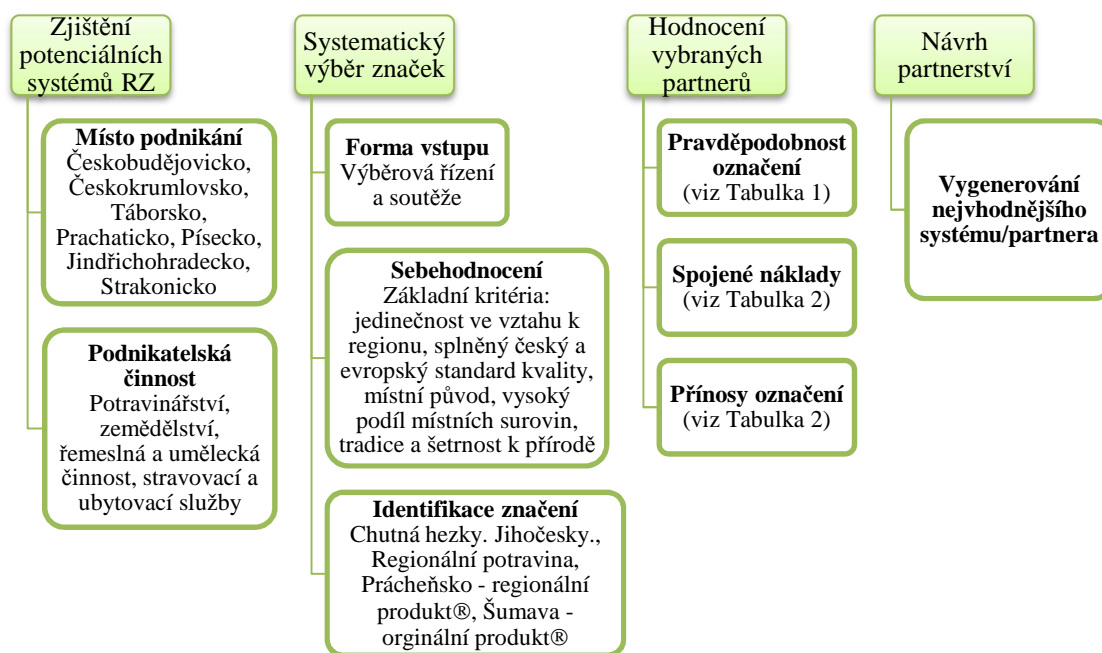 Zjištění
potenciálních
systémů RZ
Místo podnikání
Českobudějovicko,
Českokrumlovsko,
Táborsko,
Prachaticko, Písecko,
Jindřichohradecko,
Strakonicko
Podnikatelská
činnost
Potravinářství,
zemědělství,
řemeslná a umělecká
činnost, stravovací a
ubytovací služby
Systematický
výběr značek
Forma vstupu
Výběrová řízení
a soutěže
Sebehodnocení
Základní kritéria:
jedinečnost ve vztahu k
regionu, splněný český a
evropský standard kvality,
místní původ, vysoký
podíl místních surovin,
tradice a šetrnost k přírodě
Identifikace značení
Chutná hezky. Jihočesky.,
Regionální potravina,
Prácheňsko - regionální
produkt®, Šumava -
orginální produkt®
Hodnocení
vybraných
partnerů
Pravděpodobnost
označení
(viz Tabulka 1)
Spojené náklady
(viz Tabulka 2)
Přínosy označení
(viz Tabulka 2)
Návrh
partnerství
Vygenerování
nejvhodnějšího
systému/partnera